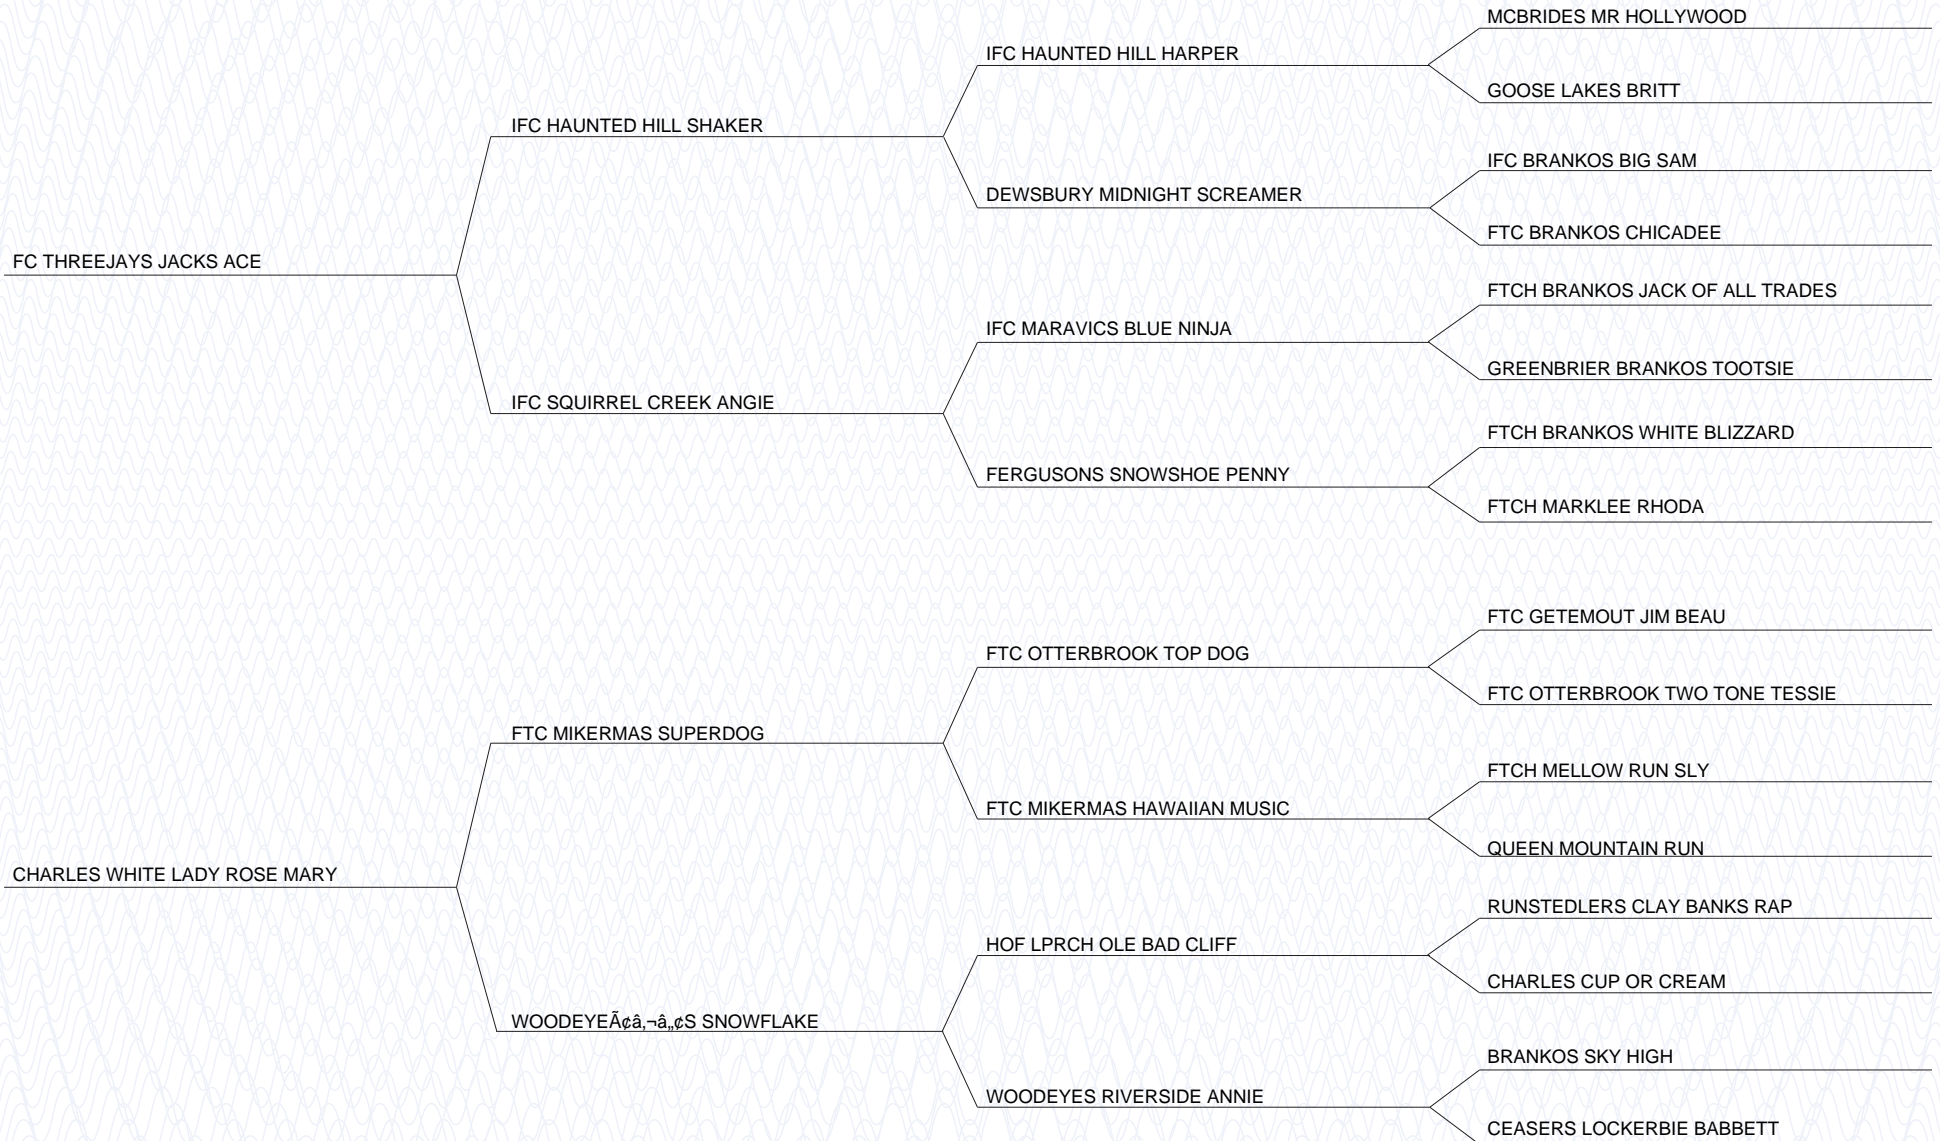 MCBRIDES MR HOLLYWOOD
IFC HAUNTED HILL HARPER
GOOSE LAKES BRITT
IFC HAUNTED HILL SHAKER
IFC BRANKOS BIG SAM
DEWSBURY MIDNIGHT SCREAMER
FTC BRANKOS CHICADEE
FC THREEJAYS JACKS ACE
FTCH BRANKOS JACK OF ALL TRADES
IFC MARAVICS BLUE NINJA
GREENBRIER BRANKOS TOOTSIE
IFC SQUIRREL CREEK ANGIE
FTCH BRANKOS WHITE BLIZZARD
FERGUSONS SNOWSHOE PENNY
FTCH MARKLEE RHODA
FTC GETEMOUT JIM BEAU
FTC OTTERBROOK TOP DOG
FTC OTTERBROOK TWO TONE TESSIE
FTC MIKERMAS SUPERDOG
FTCH MELLOW RUN SLY
FTC MIKERMAS HAWAIIAN MUSIC
QUEEN MOUNTAIN RUN
CHARLES WHITE LADY ROSE MARY
RUNSTEDLERS CLAY BANKS RAP
HOF LPRCH OLE BAD CLIFF
CHARLES CUP OR CREAM
WOODEYEÃ¢â‚¬â„¢S SNOWFLAKE
BRANKOS SKY HIGH
WOODEYES RIVERSIDE ANNIE
CEASERS LOCKERBIE BABBETT